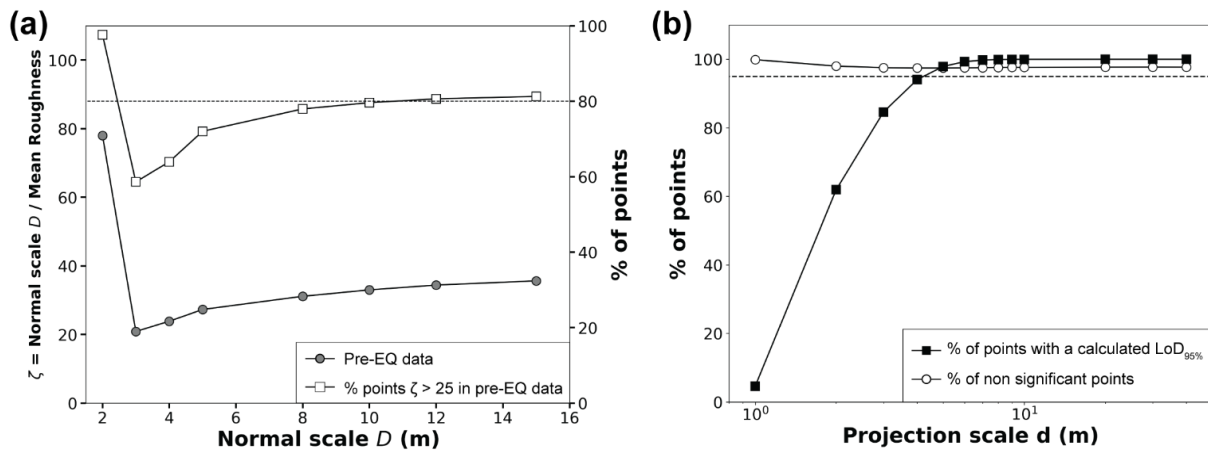 (a)
ζ = Normal scale D / Mean Roughness
100
80
60
40
20
0
2
4
6
8
10
12
14
16
Normal scale D (m)
100
80
60
40
20
0
% of points
Pre-EQ data
% points ζ > 25 in pre-EQ data
(b)
% of points
100
80
60
40
20
0
10⁰
10¹
Projection scale d (m)
% of points with a calculated LoD95%
% of non significant points